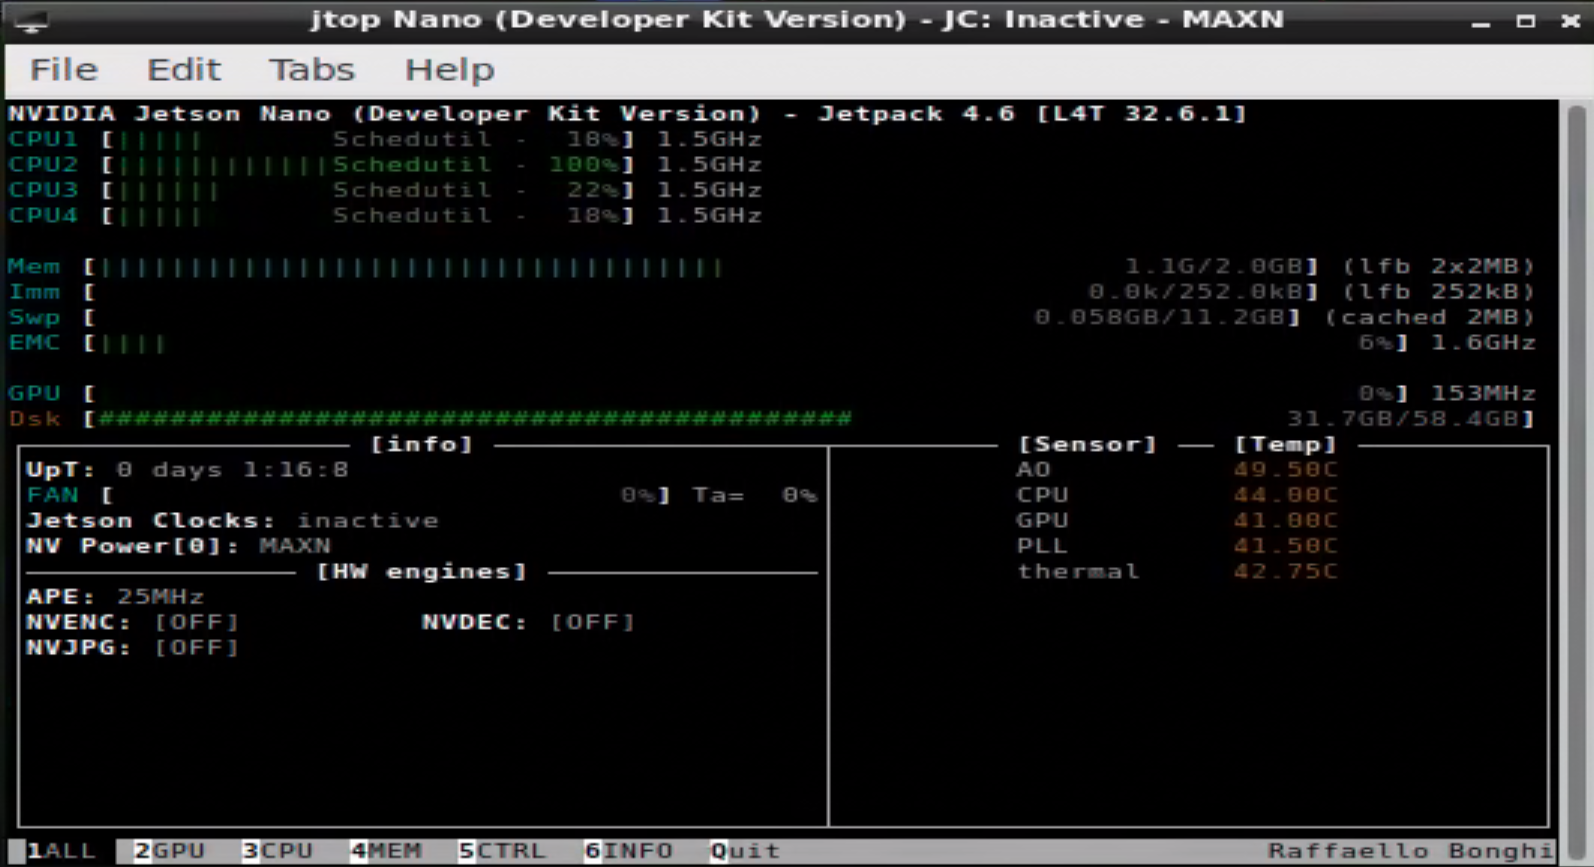 jtop Nano (Developer Kit Version) - JC: Inactive - MAXN
File Edit Tabs Help
NVIDIA Jetson Nano (Developer Kit Version) - Jetpack 4.6 [L4T 32.6.1]
CPU1 [||||| Schedutil - 18%] 1.5GHz
CPU2 [||||||||||||Schedutil - 100%] 1.5GHz
CPU3 [|||||| Schedutil - 22%] 1.5GHz
CPU4 [||||| Schedutil - 18%] 1.5GHz
Mem [||||||||||||||||||||||||||||||||||| 1.1G/2.0GB] (lfb 2x2MB)
Imm [ 0.0k/252.0kB] (lfb 252kB)
Swp [ 0.058GB/11.2GB] (cached 2MB)
EMC [|||| 6%] 1.6GHz
GPU [ 0%] 153MHz
Dsk [########################################## 31.7GB/58.4GB]
[info] [Sensor] [Temp]
UpT: 0 days 1:16:8 AO 49.50C
FAN [ 0%] Ta= 0% CPU 44.00C
Jetson Clocks: inactive GPU 41.00C
NV Power[0]: MAXN PLL 41.50C
[HW engines] thermal 42.75C
APE: 25MHz
NVENC: [OFF] NVDEC: [OFF]
NVJPG: [OFF]
1ALL 2GPU 3CPU 4MEM 5CTRL 6INFO Quit Raffaello Bonghi